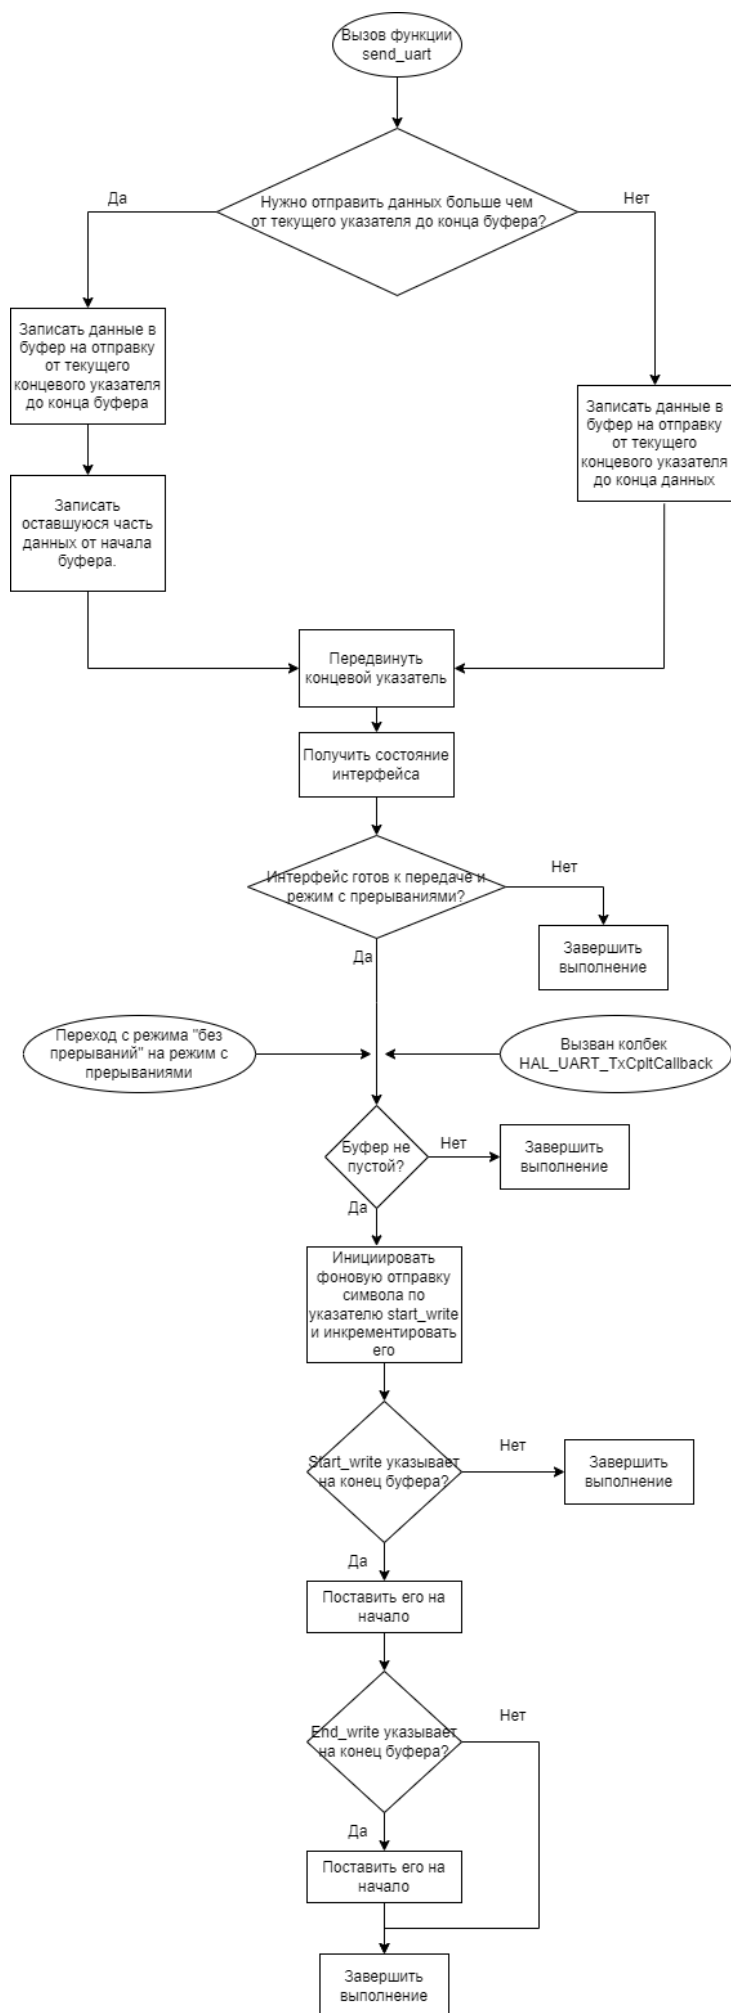 Вызов функции
send_uart
Нужно отправить данных больше чем
от текущего указателя до конца буфера?
Да
Нет
Записать данные в
буфер на отправку
от текущего
концевого указателя
до конца буфера
Записать данные в
буфер на отправку
от текущего
концевого указателя
до конца данных
Записать
оставшуюся часть
данных от начала
буфера.
Передвинуть
концевой указатель
Получить состояние
интерфейса
Интерфейс готов к передаче и
режим с прерываниями?
Нет
Да
Завершить
выполнение
Переход с режима "без
прерываний" на режим с
прерываниями
Вызван колбек
HAL_UART_TxCpltCallback
Буфер не
пустой?
Нет
Да
Завершить
выполнение
Инициировать
фоновую отправку
символа по
указателю start_write
и инкрементировать
его
Start_write указывает
на конец буфера?
Нет
Да
Завершить
выполнение
Поставить его на
начало
End_write указывает
на конец буфера?
Нет
Да
Поставить его на
начало
Завершить
выполнение